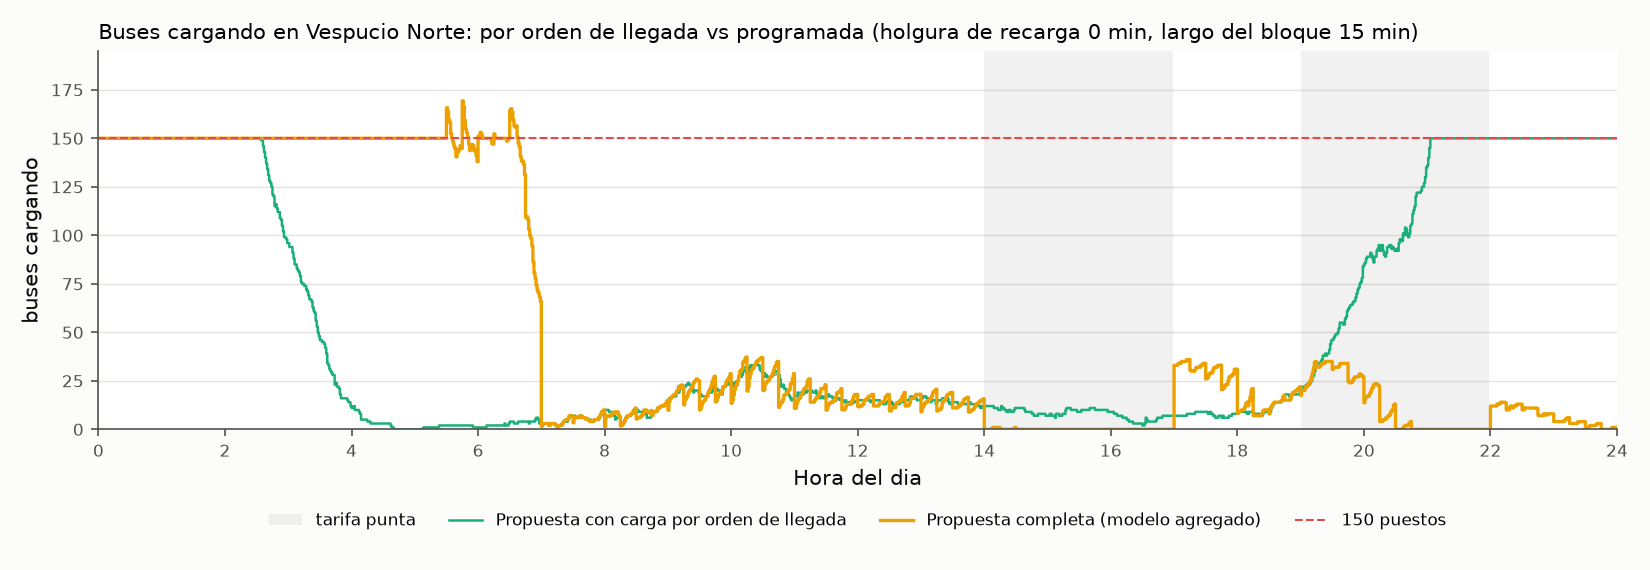 Buses cargando en Vespucio Norte: por orden de llegada vs programada (holgura de recarga 0 min, largo del bloque 15 min)
buses cargando
175
150
125
100
75
50
25
0
0 2 4 6 8 10 12 14 16 18 20 22 24
Hora del dia
tarifa punta Propuesta con carga por orden de llegada Propuesta completa (modelo agregado) 150 puestos